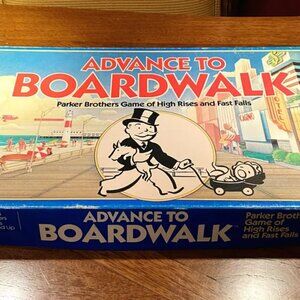 ADVANCE TO
BOARDWALK
Parker Brothers Game of High Rises and Fast Falls
ADVANCE TO
BOARDWALK
Parker Brothers
Game of
High Rises
and Fast Falls